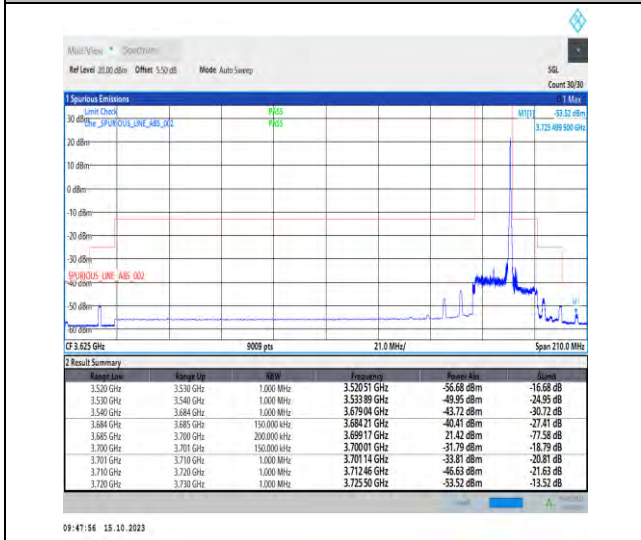 MultiView Spectrum
Ref Level 20.00 dBm Offset 5.50 dB Mode Auto Sweep SGL
Count 30/30
1 Spurious Emissions 1 Max
Limit Check PASS M1[1] -53.52 dBm
30 dBm Line _SPURIOUS_LINE_ABS_002 PASS 3.725 499 500 GHz
20 dBm
10 dBm
0 dBm
-10 dBm
-20 dBm
-30 dBm
SPURIOUS_LINE_ABS_002
-40 dBm
-50 dBm
M1
-60 dBm
CF 3.625 GHz 9009 pts 21.0 MHz/ Span 210.0 MHz
2 Result Summary
Range Low Range Up RBW Frequency Power Abs ΔLimit
3.520 GHz 3.530 GHz 1.000 MHz 3.520 51 GHz -56.68 dBm -16.68 dB
3.530 GHz 3.540 GHz 1.000 MHz 3.533 89 GHz -49.95 dBm -24.95 dB
3.540 GHz 3.684 GHz 1.000 MHz 3.679 04 GHz -43.72 dBm -30.72 dB
3.684 GHz 3.685 GHz 150.000 kHz 3.684 21 GHz -40.41 dBm -27.41 dB
3.685 GHz 3.700 GHz 200.000 kHz 3.699 17 GHz 21.42 dBm -77.58 dB
3.700 GHz 3.701 GHz 150.000 kHz 3.700 01 GHz -31.79 dBm -18.79 dB
3.701 GHz 3.710 GHz 1.000 MHz 3.701 14 GHz -33.81 dBm -20.81 dB
3.710 GHz 3.720 GHz 1.000 MHz 3.712 46 GHz -46.63 dBm -21.63 dB
3.720 GHz 3.730 GHz 1.000 MHz 3.725 50 GHz -53.52 dBm -13.52 dB
09:47:56 15.10.2023